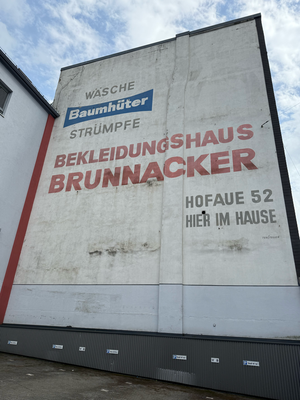 WÄSCHE
Baumhüter
STRÜMPFE
BEKLEIDUNGSHAUS
BRUNNACKER
HOFAUE 52
HIER IM HAUSE